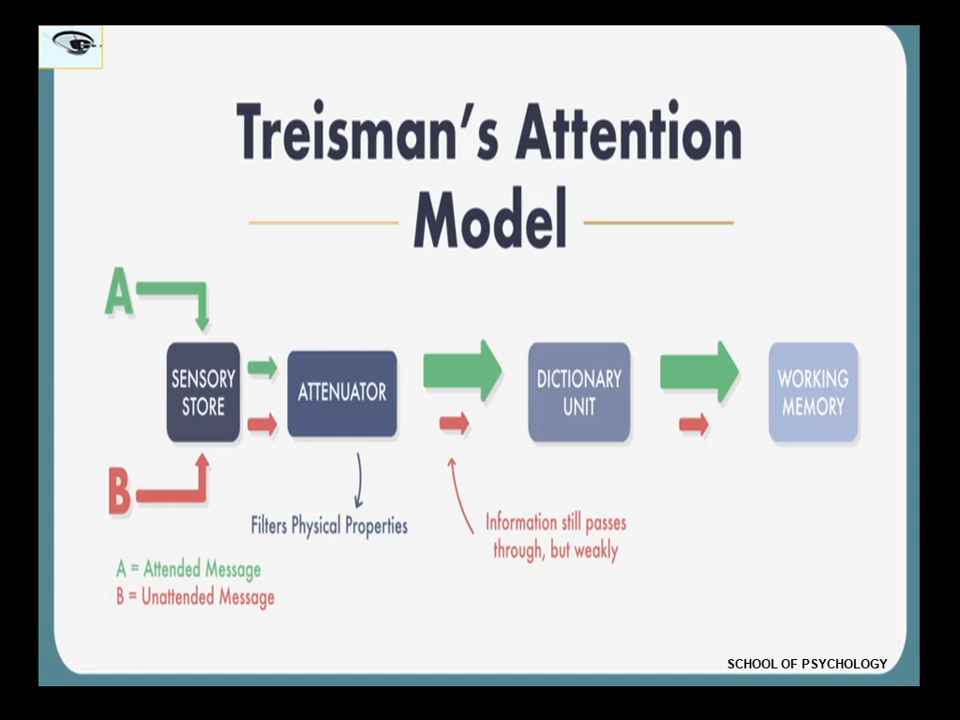 Treisman's Attention
Model
A
SENSORY
STORE
ATTENUATOR
DICTIONARY
UNIT
WORKING
MEMORY
B
Filters Physical Properties
Information still passes
through, but weakly
A = Attended Message
B = Unattended Message
SCHOOL OF PSYCHOLOGY